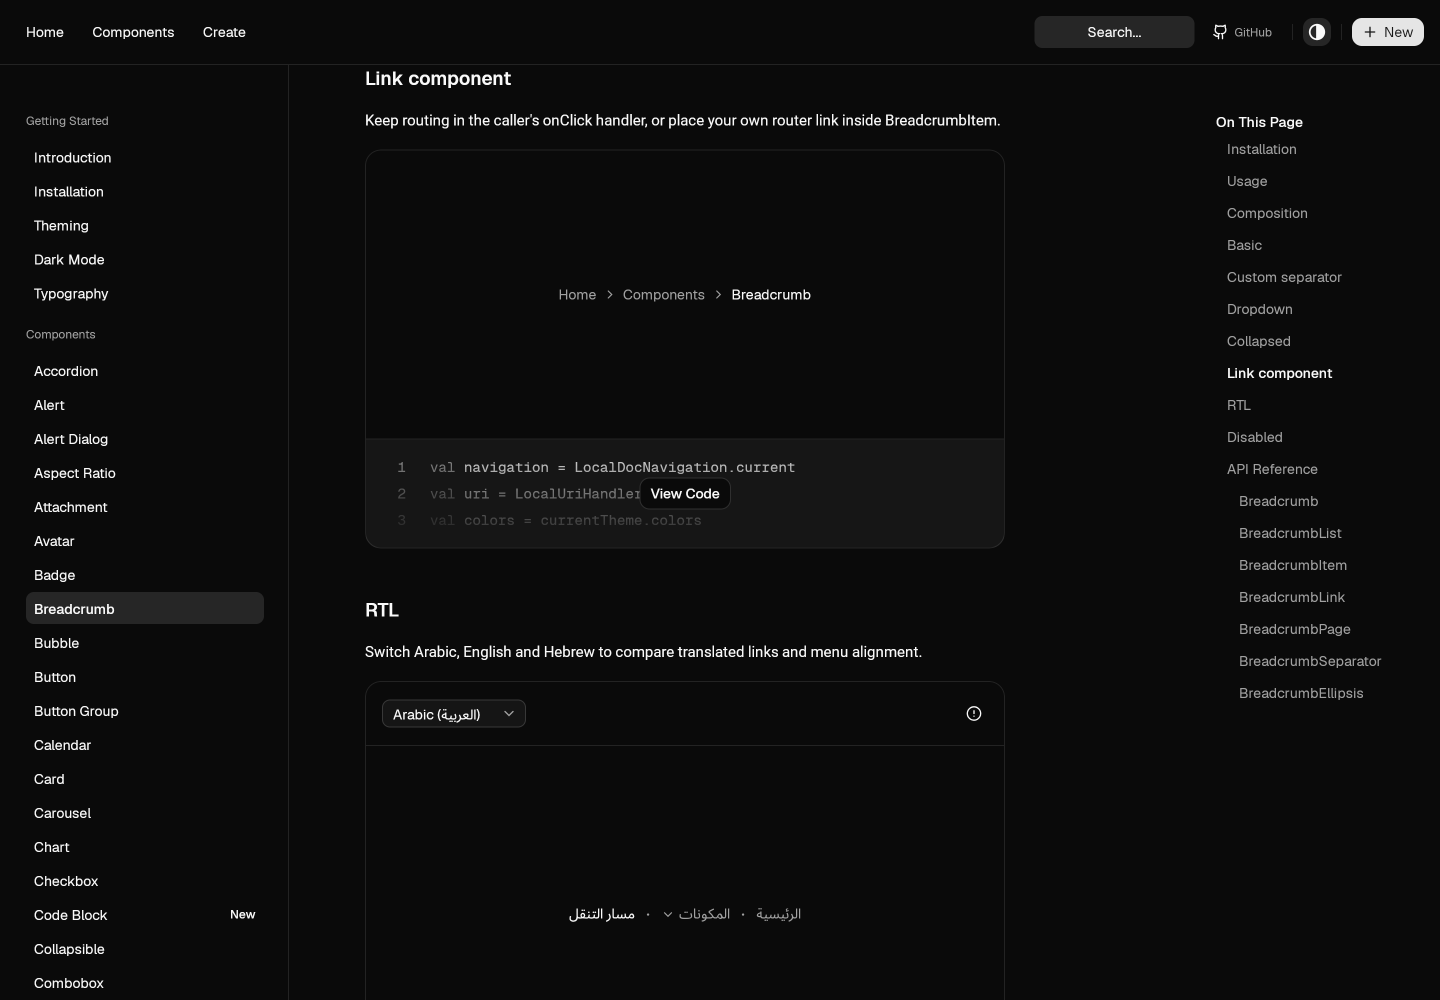 Home
Components
Create
Search...
GitHub
New
Getting Started
Introduction
Installation
Theming
Dark Mode
Typography
Components
Accordion
Alert
Alert Dialog
Aspect Ratio
Attachment
Avatar
Badge
Breadcrumb
Bubble
Button
Button Group
Calendar
Card
Carousel
Chart
Checkbox
Code Block New
Collapsible
Combobox
Link component
Keep routing in the caller's onClick handler, or place your own router link inside BreadcrumbItem.
Home > Components > Breadcrumb
1 val navigation = LocalDocNavigation.current
2 val uri = LocalUriHandler
View Code
3 val colors = currentTheme.colors
RTL
Switch Arabic, English and Hebrew to compare translated links and menu alignment.
Arabic (العربية)
الرئيسية · المكونات · مسار التنقل
On This Page
Installation
Usage
Composition
Basic
Custom separator
Dropdown
Collapsed
Link component
RTL
Disabled
API Reference
Breadcrumb
BreadcrumbList
BreadcrumbItem
BreadcrumbLink
BreadcrumbPage
BreadcrumbSeparator
BreadcrumbEllipsis